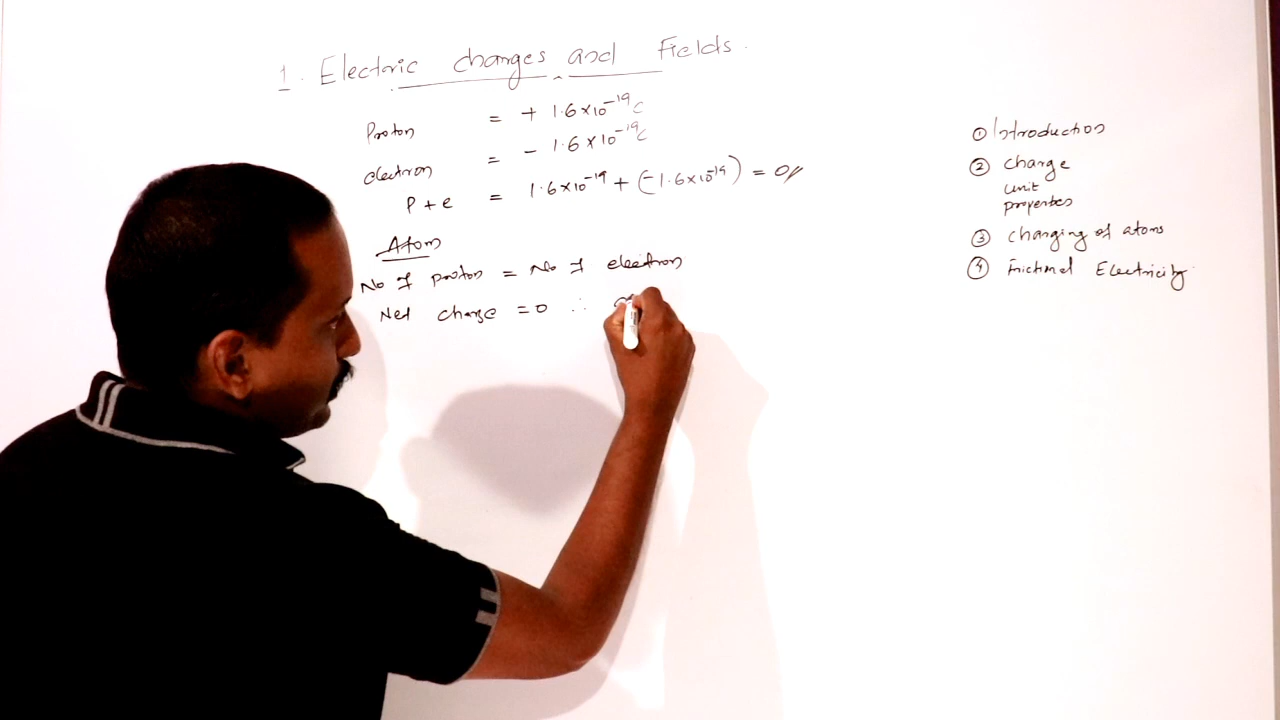 1. Electric charges and Fields.
Proton = + 1.6×10⁻¹⁹C
electron = - 1.6×10⁻¹⁹C
P + e = 1.6×10⁻¹⁹ + (-1.6×10⁻¹⁹) = 0//
Atom
No of proton = No of electron
Net charge = 0 ∴
① Introduction
② charge
unit
properties
③ charging of atoms
④ Frictional Electricity